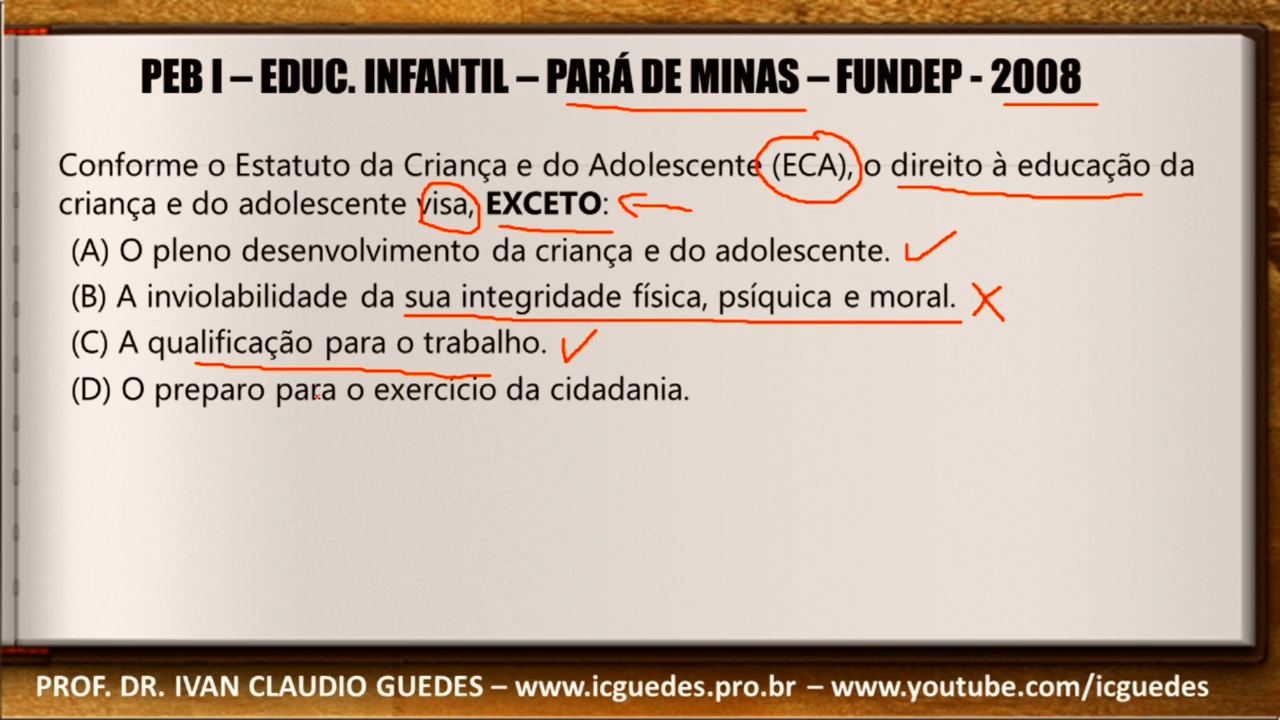 PEB I – EDUC. INFANTIL – PARÁ DE MINAS – FUNDEP - 2008
Conforme o Estatuto da Criança e do Adolescente (ECA), o direito à educação da
criança e do adolescente visa, EXCETO:
(A) O pleno desenvolvimento da criança e do adolescente.
(B) A inviolabilidade da sua integridade física, psíquica e moral.
(C) A qualificação para o trabalho.
(D) O preparo para o exercício da cidadania.
PROF. DR. IVAN CLAUDIO GUEDES – www.icguedes.pro.br – www.youtube.com/icguedes